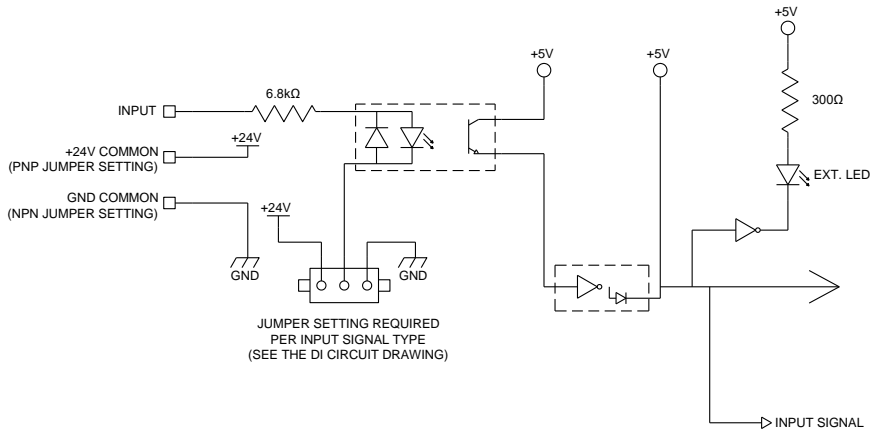 +5V
+5V
+5V
6.8kΩ
300Ω
INPUT
+24V
+24V COMMON
(PNP JUMPER SETTING)
EXT. LED
GND COMMON
(NPN JUMPER SETTING)
+24V
GND
GND
JUMPER SETTING REQUIRED
PER INPUT SIGNAL TYPE
(SEE THE DI CIRCUIT DRAWING)
INPUT SIGNAL